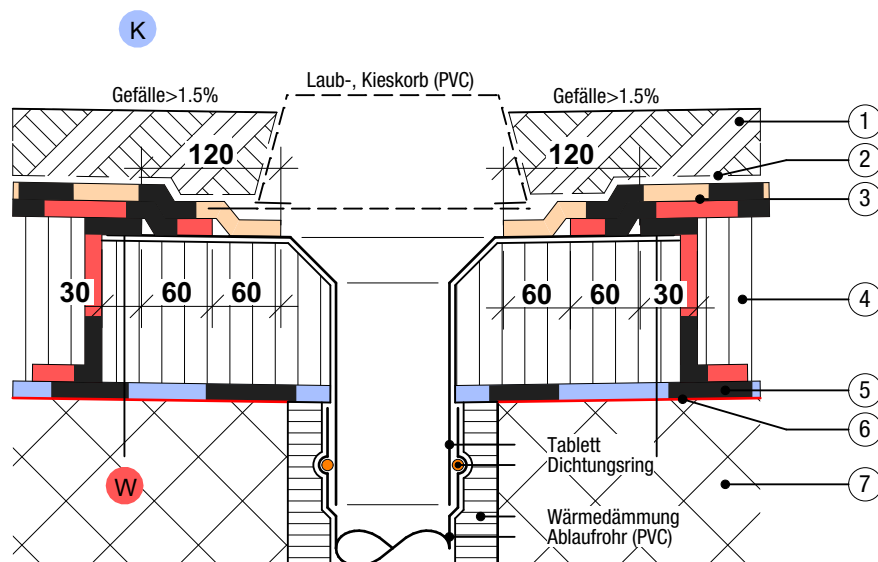 K
Laub-, Kieskorb (PVC)
Gefälle>1.5%
Gefälle>1.5%
1
120
120
2
3
30
60
60
60
60
30
4
5
6
Tablett
Dichtungsring
W
7
Wärmedämmung
Ablaufrohr (PVC)